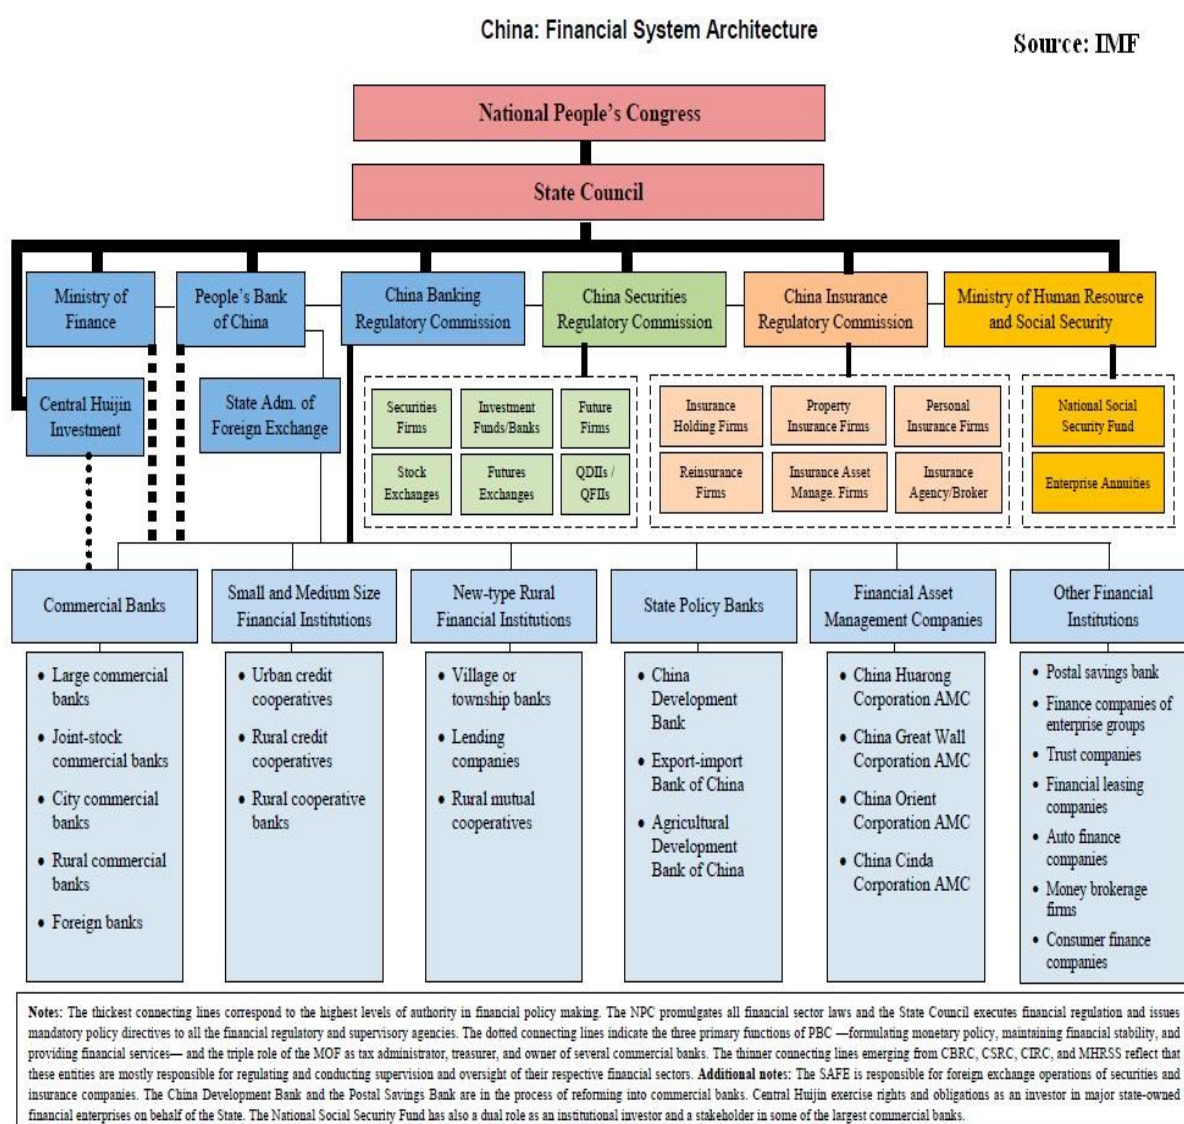 China: Financial System Architecture
Source: IMF
National People's Congress
State Council
Ministry of
Finance
People's Bank
of China
China Banking
Regulatory Commission
China Securities
Regulatory Commission
China Insurance
Regulatory Commission
Ministry of Human Resource
and Social Security
Central Huijin
Investment
State Adm. of
Foreign Exchange
Securities
Firms
Investment
Funds/Banks
Future
Firms
Stock
Exchanges
Futures
Exchanges
QDIIs /
QFIIs
Insurance
Holding Firms
Property
Insurance Firms
Personal
Insurance Firms
Reinsurance
Firms
Insurance Asset
Manage. Firms
Insurance
Agency/Broker
National Social
Security Fund
Enterprise Annuities
Commercial Banks
Small and Medium Size
Financial Institutions
New-type Rural
Financial Institutions
State Policy Banks
Financial Asset
Management Companies
Other Financial
Institutions
• Large commercial
banks
• Joint-stock
commercial banks
• City commercial
banks
• Rural commercial
banks
• Foreign banks
• Urban credit
cooperatives
• Rural credit
cooperatives
• Rural cooperative
banks
• Village or
township banks
• Lending
companies
• Rural mutual
cooperatives
• China
Development
Bank
• Export-import
Bank of China
• Agricultural
Development
Bank of China
• China Huarong
Corporation AMC
• China Great Wall
Corporation AMC
• China Orient
Corporation AMC
• China Cinda
Corporation AMC
• Postal savings bank
• Finance companies of
enterprise groups
• Trust companies
• Financial leasing
companies
• Auto finance
companies
• Money brokerage
firms
• Consumer finance
companies
Notes: The thickest connecting lines correspond to the highest levels of authority in financial policy making. The NPC promulgates all financial sector laws and the State Council executes financial regulation and issues
mandatory policy directives to all the financial regulatory and supervisory agencies. The dotted connecting lines indicate the three primary functions of PBC —formulating monetary policy, maintaining financial stability, and
providing financial services— and the triple role of the MOF as tax administrator, treasurer, and owner of several commercial banks. The thinner connecting lines emerging from CBRC, CSRC, CIRC, and MHRSS reflect that
these entities are mostly responsible for regulating and conducting supervision and oversight of their respective financial sectors. Additional notes: The SAFE is responsible for foreign exchange operations of securities and
insurance companies. The China Development Bank and the Postal Savings Bank are in the process of reforming into commercial banks. Central Huijin exercise rights and obligations as an investor in major state-owned
financial enterprises on behalf of the State. The National Social Security Fund has also a dual role as an institutional investor and a stakeholder in some of the largest commercial banks.